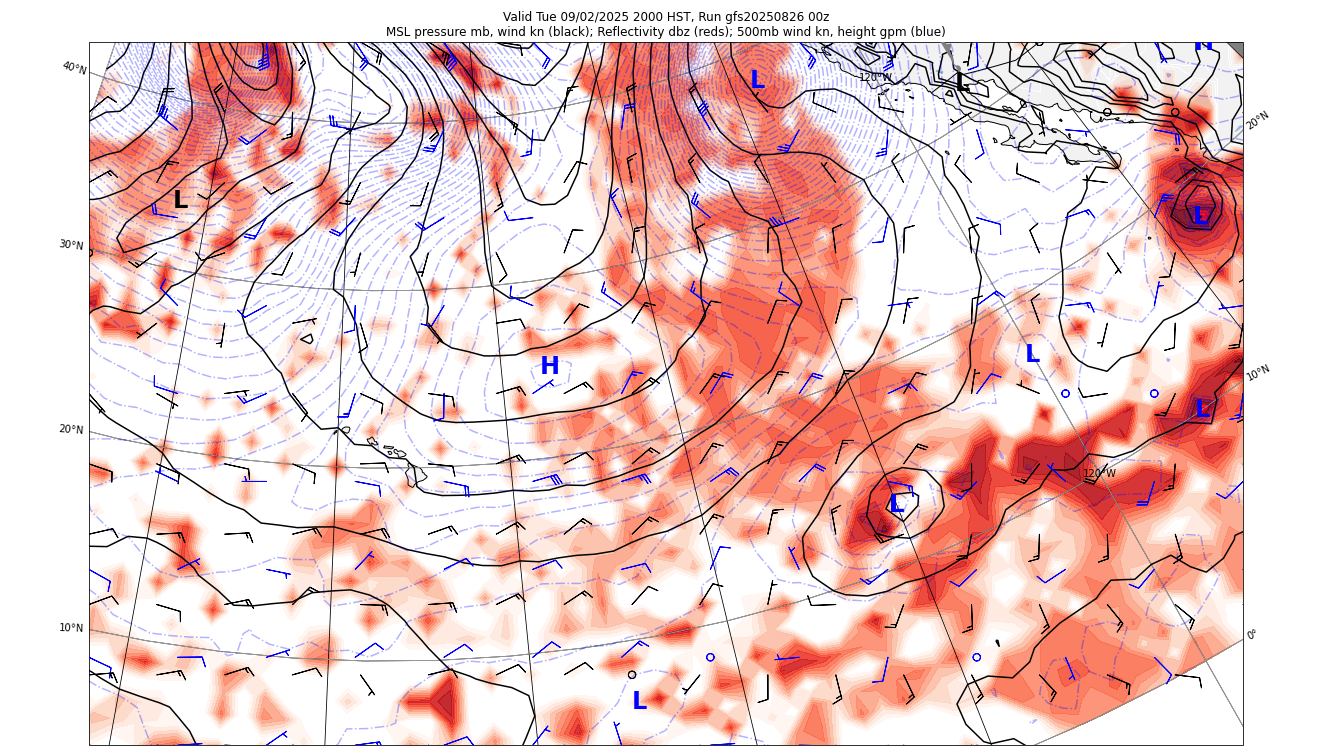 Valid Tue 09/02/2025 2000 HST, Run gfs20250826 00z
MSL pressure mb, wind kn (black); Reflectivity dbz (reds); 500mb wind kn, height gpm (blue)
H
40°N
L
120°W
L
20°N
L
L
30°N
L
H
10°N
L
20°N
120°W
L
10°N
0°
L